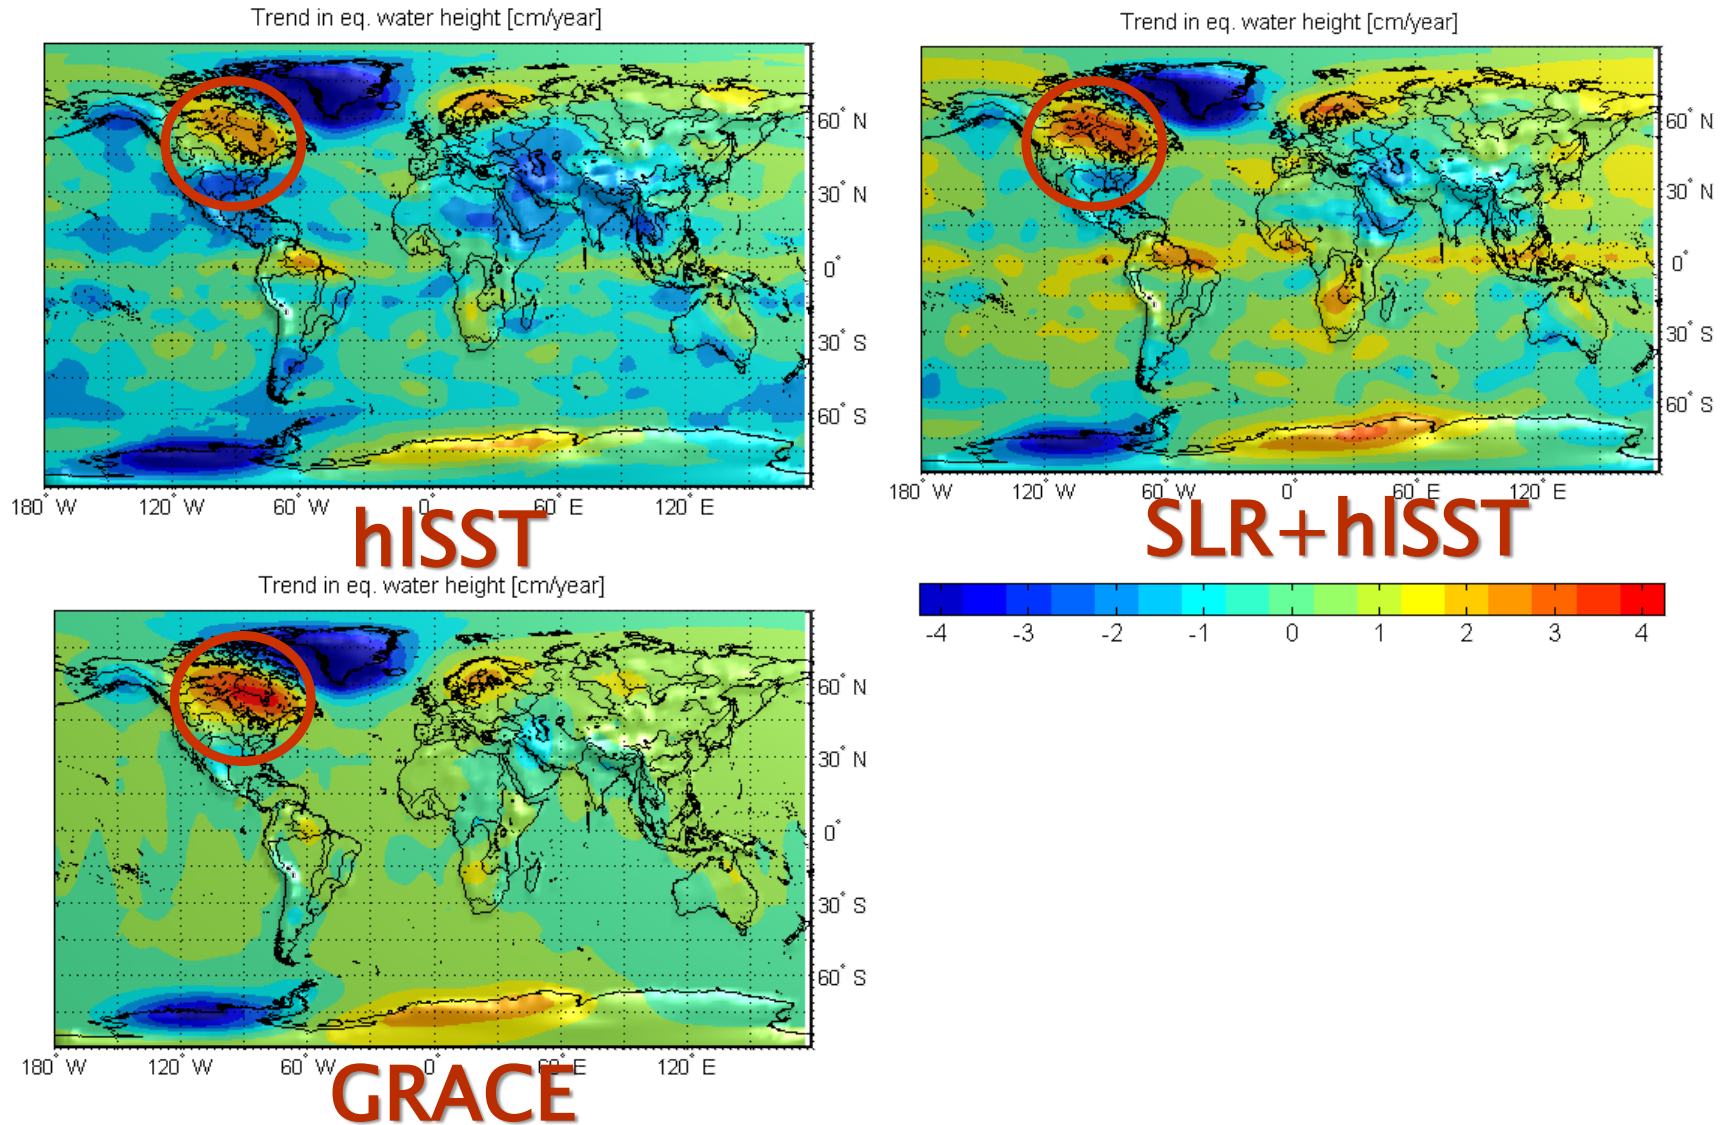 Trend in eq. water height [cm/year]
60° N
30° N
0°
30° S
60° S
180° W 120° W 60° W 0° 60° E 120° E
hlSST
Trend in eq. water height [cm/year]
60° N
30° N
0°
30° S
60° S
180° W 120° W 60° W 0° 60° E 120° E
SLR+hlSST
-4 -3 -2 -1 0 1 2 3 4
Trend in eq. water height [cm/year]
60° N
30° N
0°
30° S
60° S
180° W 120° W 60° W 0° 60° E 120° E
GRACE